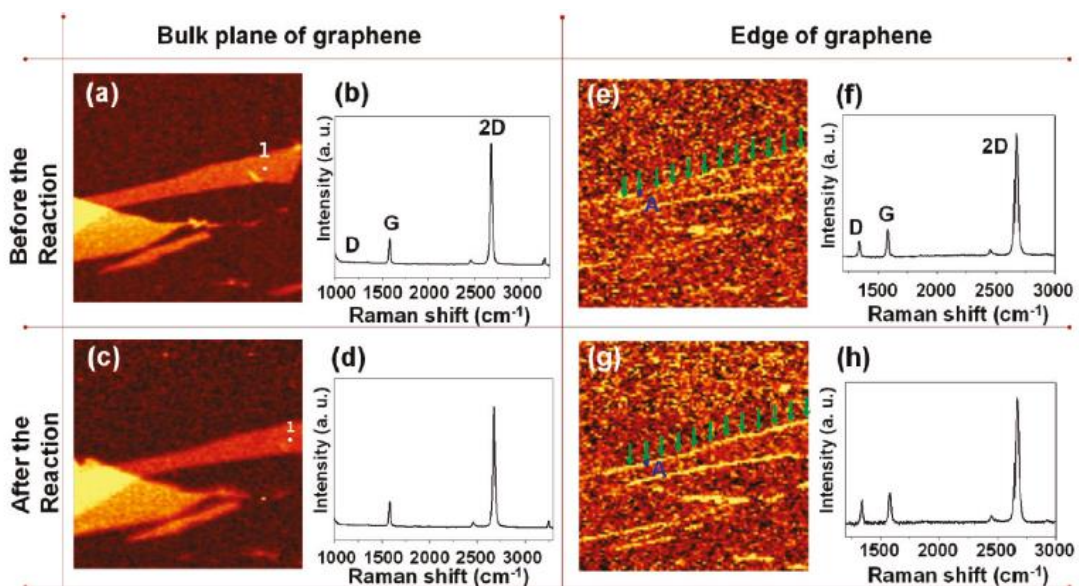 Bulk plane of graphene
Edge of graphene
Before the
Reaction
(a)
1
(b)
2D
G
D
Intensity (a. u.)
1000 1500 2000 2500 3000
Raman shift (cm-1)
(e)
A
(f)
2D
D
G
Intensity (a. u.)
1500 2000 2500 3000
Raman shift (cm-1)
After the
Reaction
(c)
1
(d)
Intensity (a. u.)
1000 1500 2000 2500 3000
Raman shift (cm-1)
(g)
A
(h)
Intensity (a. u.)
1500 2000 2500 3000
Raman shift (cm-1)